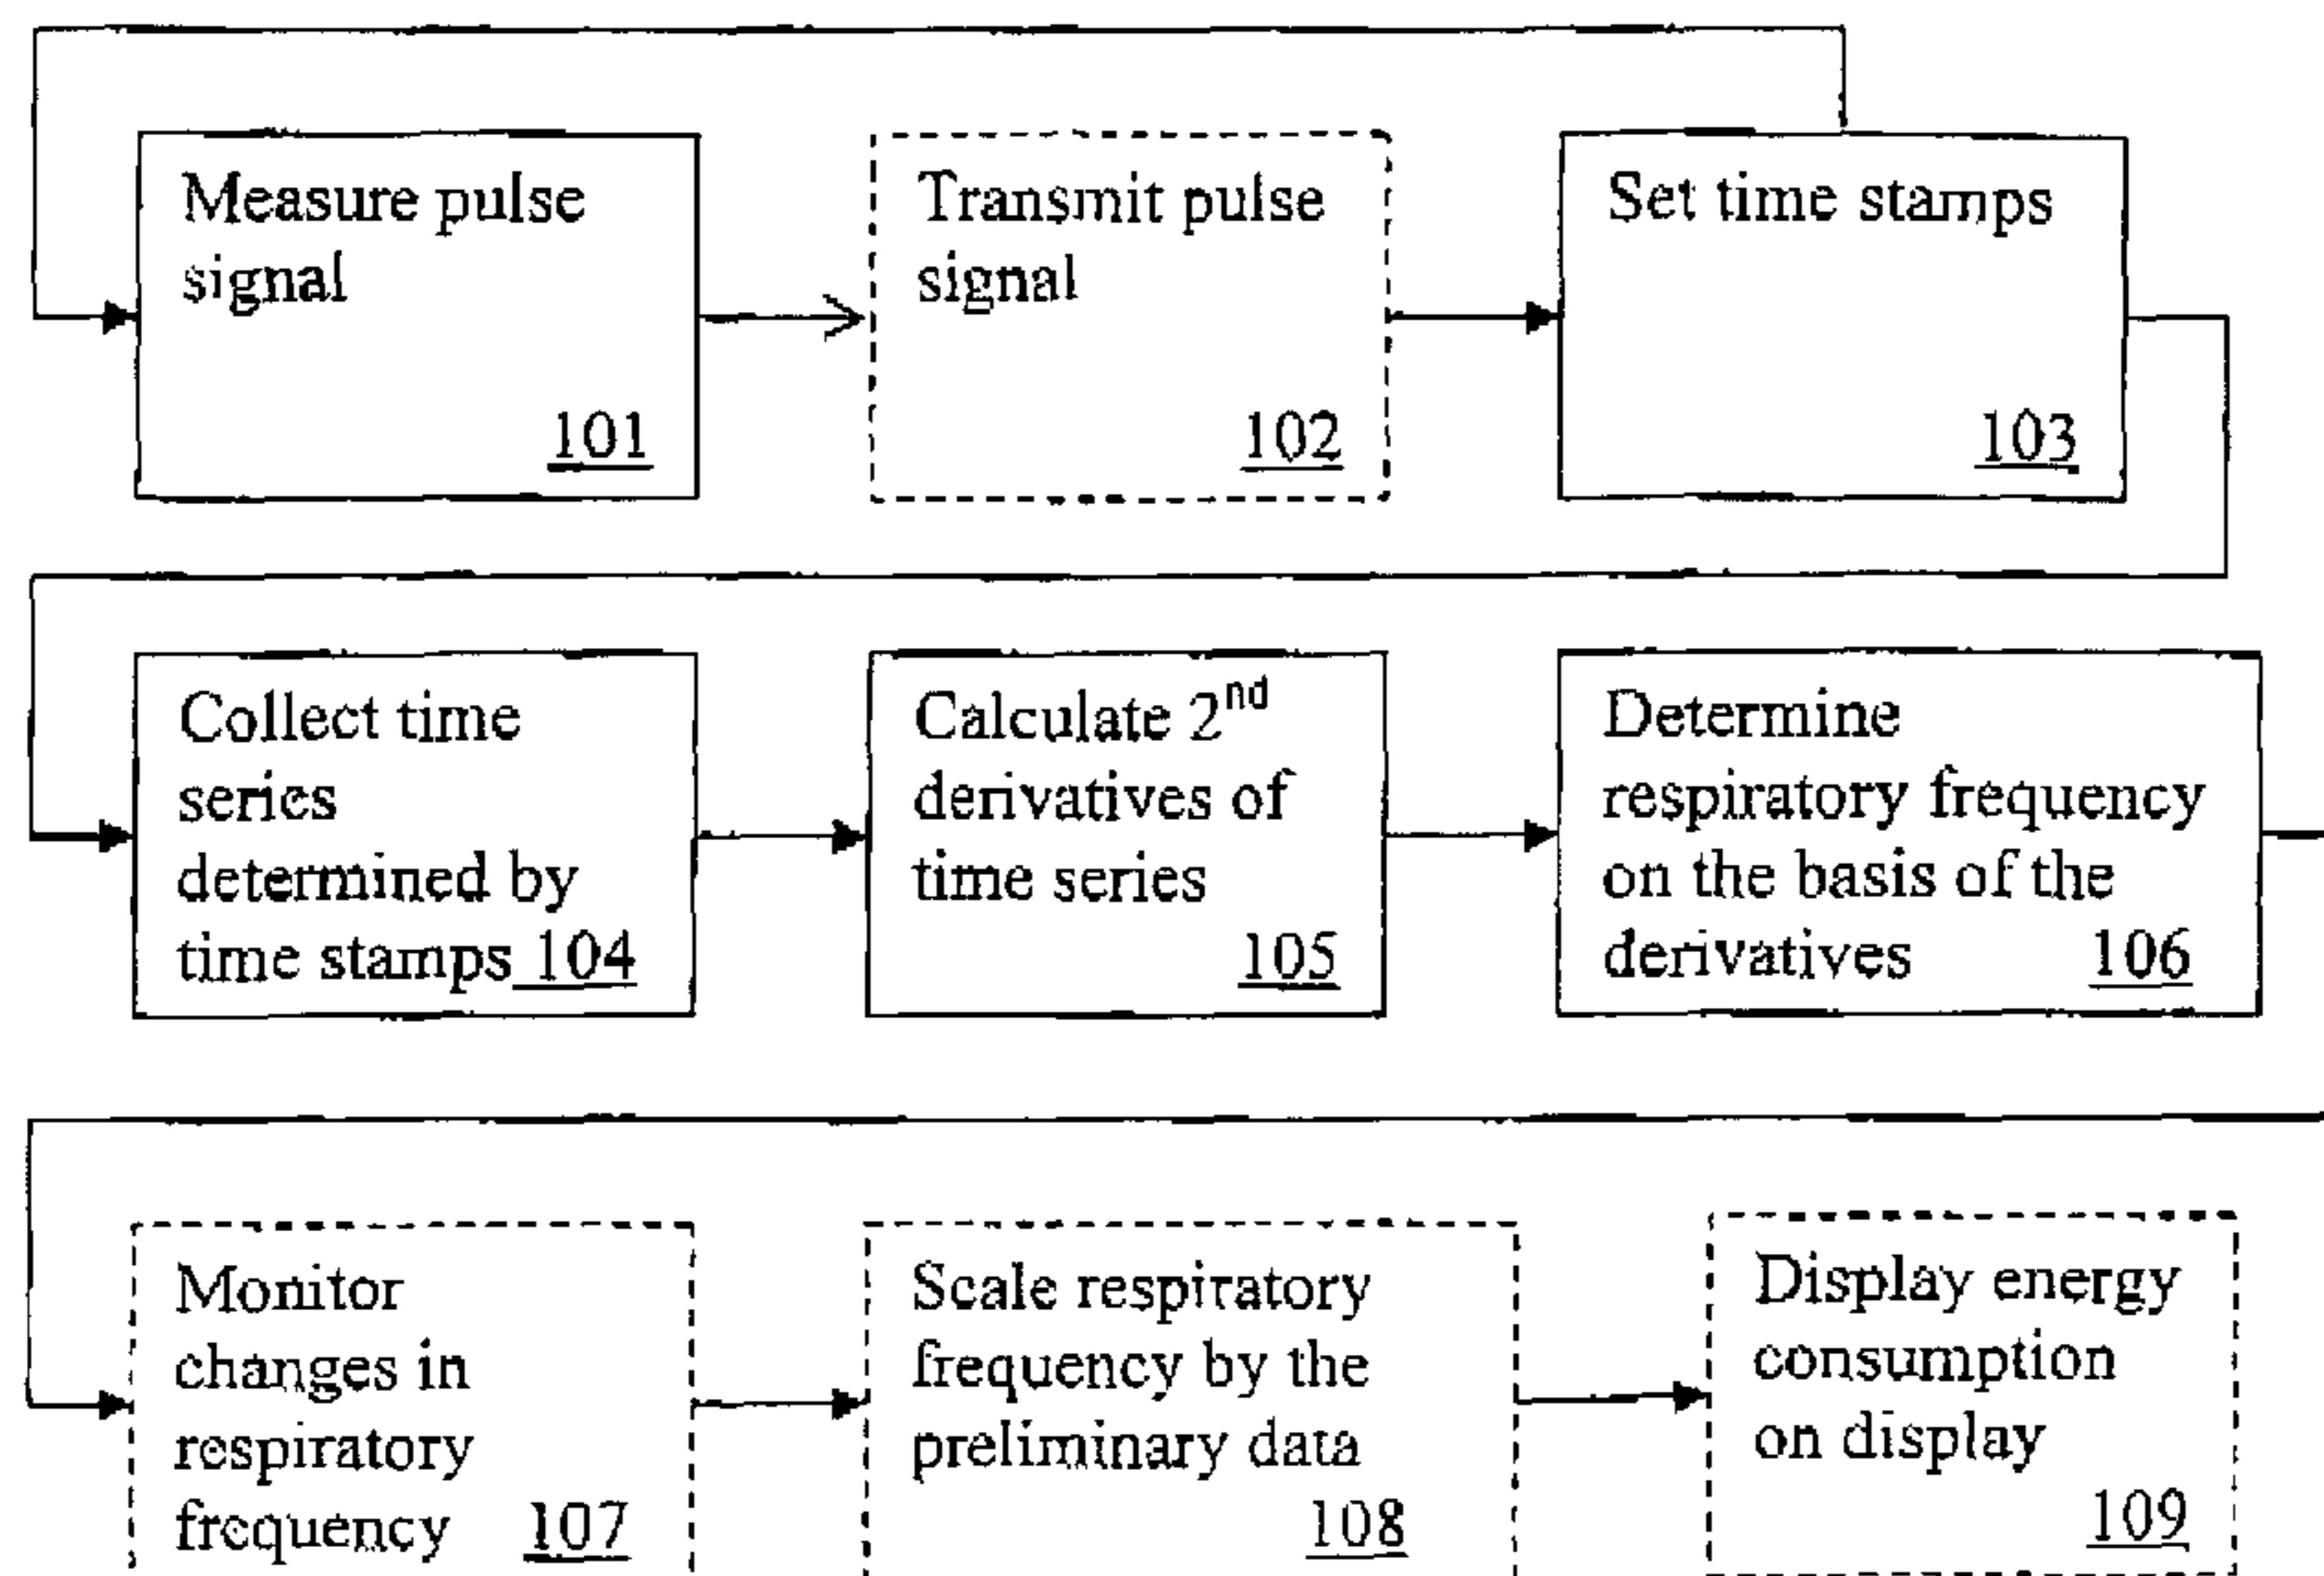 Measure pulse
signal
101
Transmit pulse
signal
102
Set time stamps
103
Collect time
series
determined by
time stamps 104
Calculate 2nd
derivatives of
time series
105
Determine
respiratory frequency
on the basis of the
derivatives 106
Monitor
changes in
respiratory
frequency 107
Scale respiratory
frequency by the
preliminary data
108
Display energy
consumption
on display
109